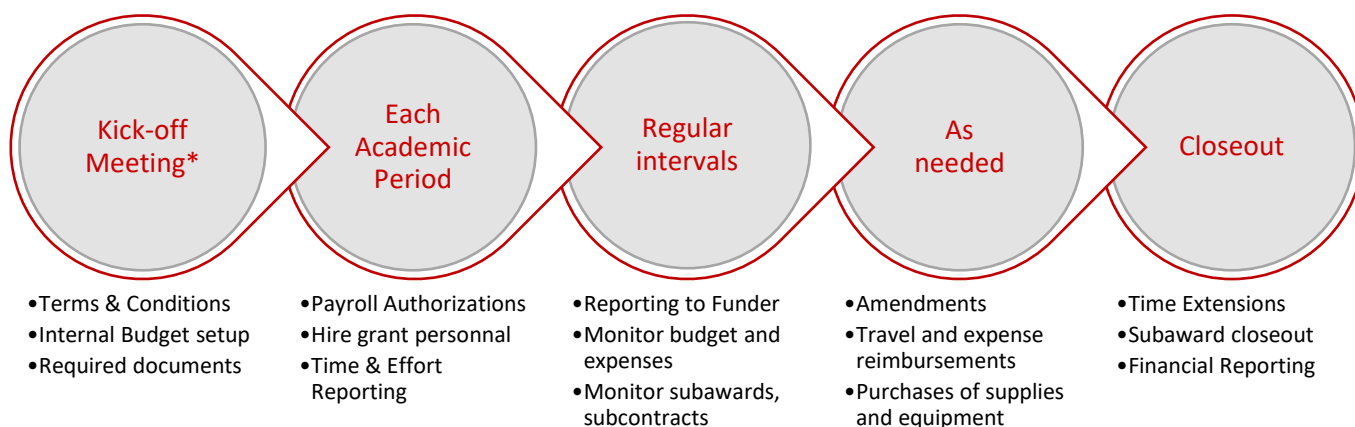 Kick-off
Meeting*
Each
Academic
Period
Regular
intervals
As
needed
Closeout
•Terms & Conditions
•Internal Budget setup
•Required documents
•Payroll Authorizations
•Hire grant personnal
•Time & Effort
Reporting
•Reporting to Funder
•Monitor budget and
expenses
•Monitor subawards,
subcontracts
•Amendments
•Travel and expense
reimbursements
•Purchases of supplies
and equipment
•Time Extensions
•Subaward closeout
•Financial Reporting